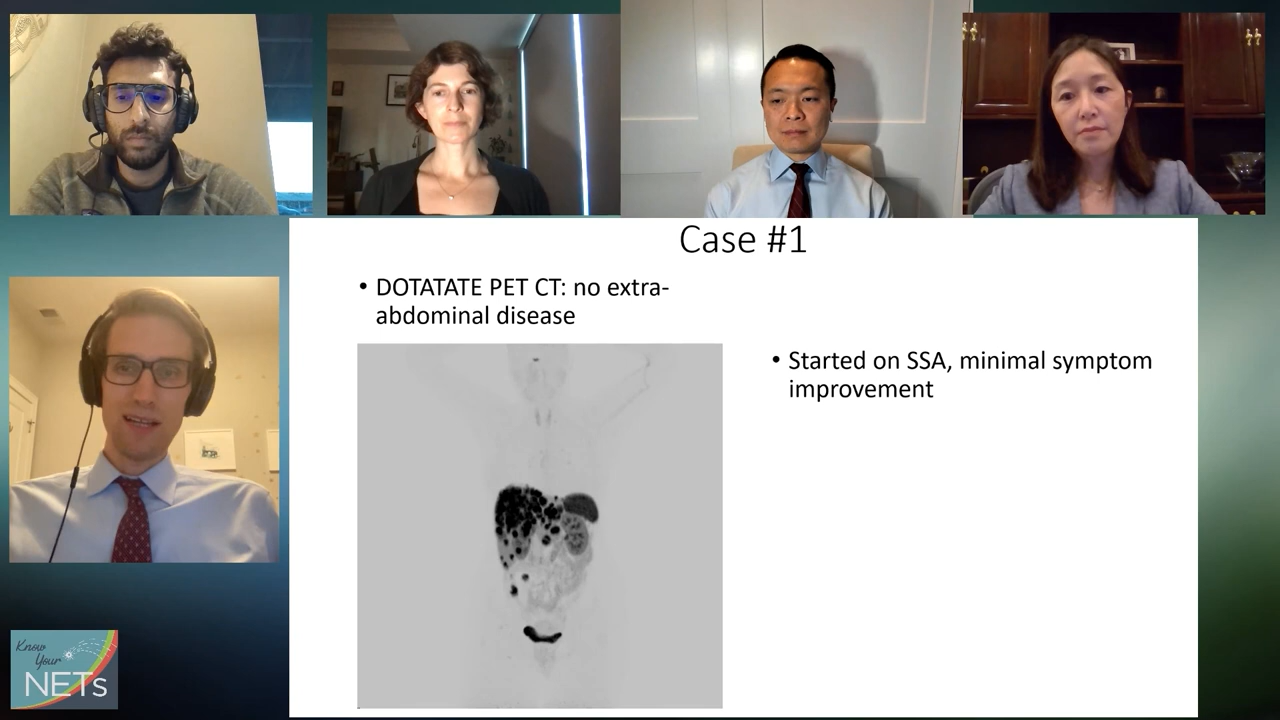 Case #1
• DOTATATE PET CT: no extra-
abdominal disease
• Started on SSA, minimal symptom
improvement
Know
Your
NETs